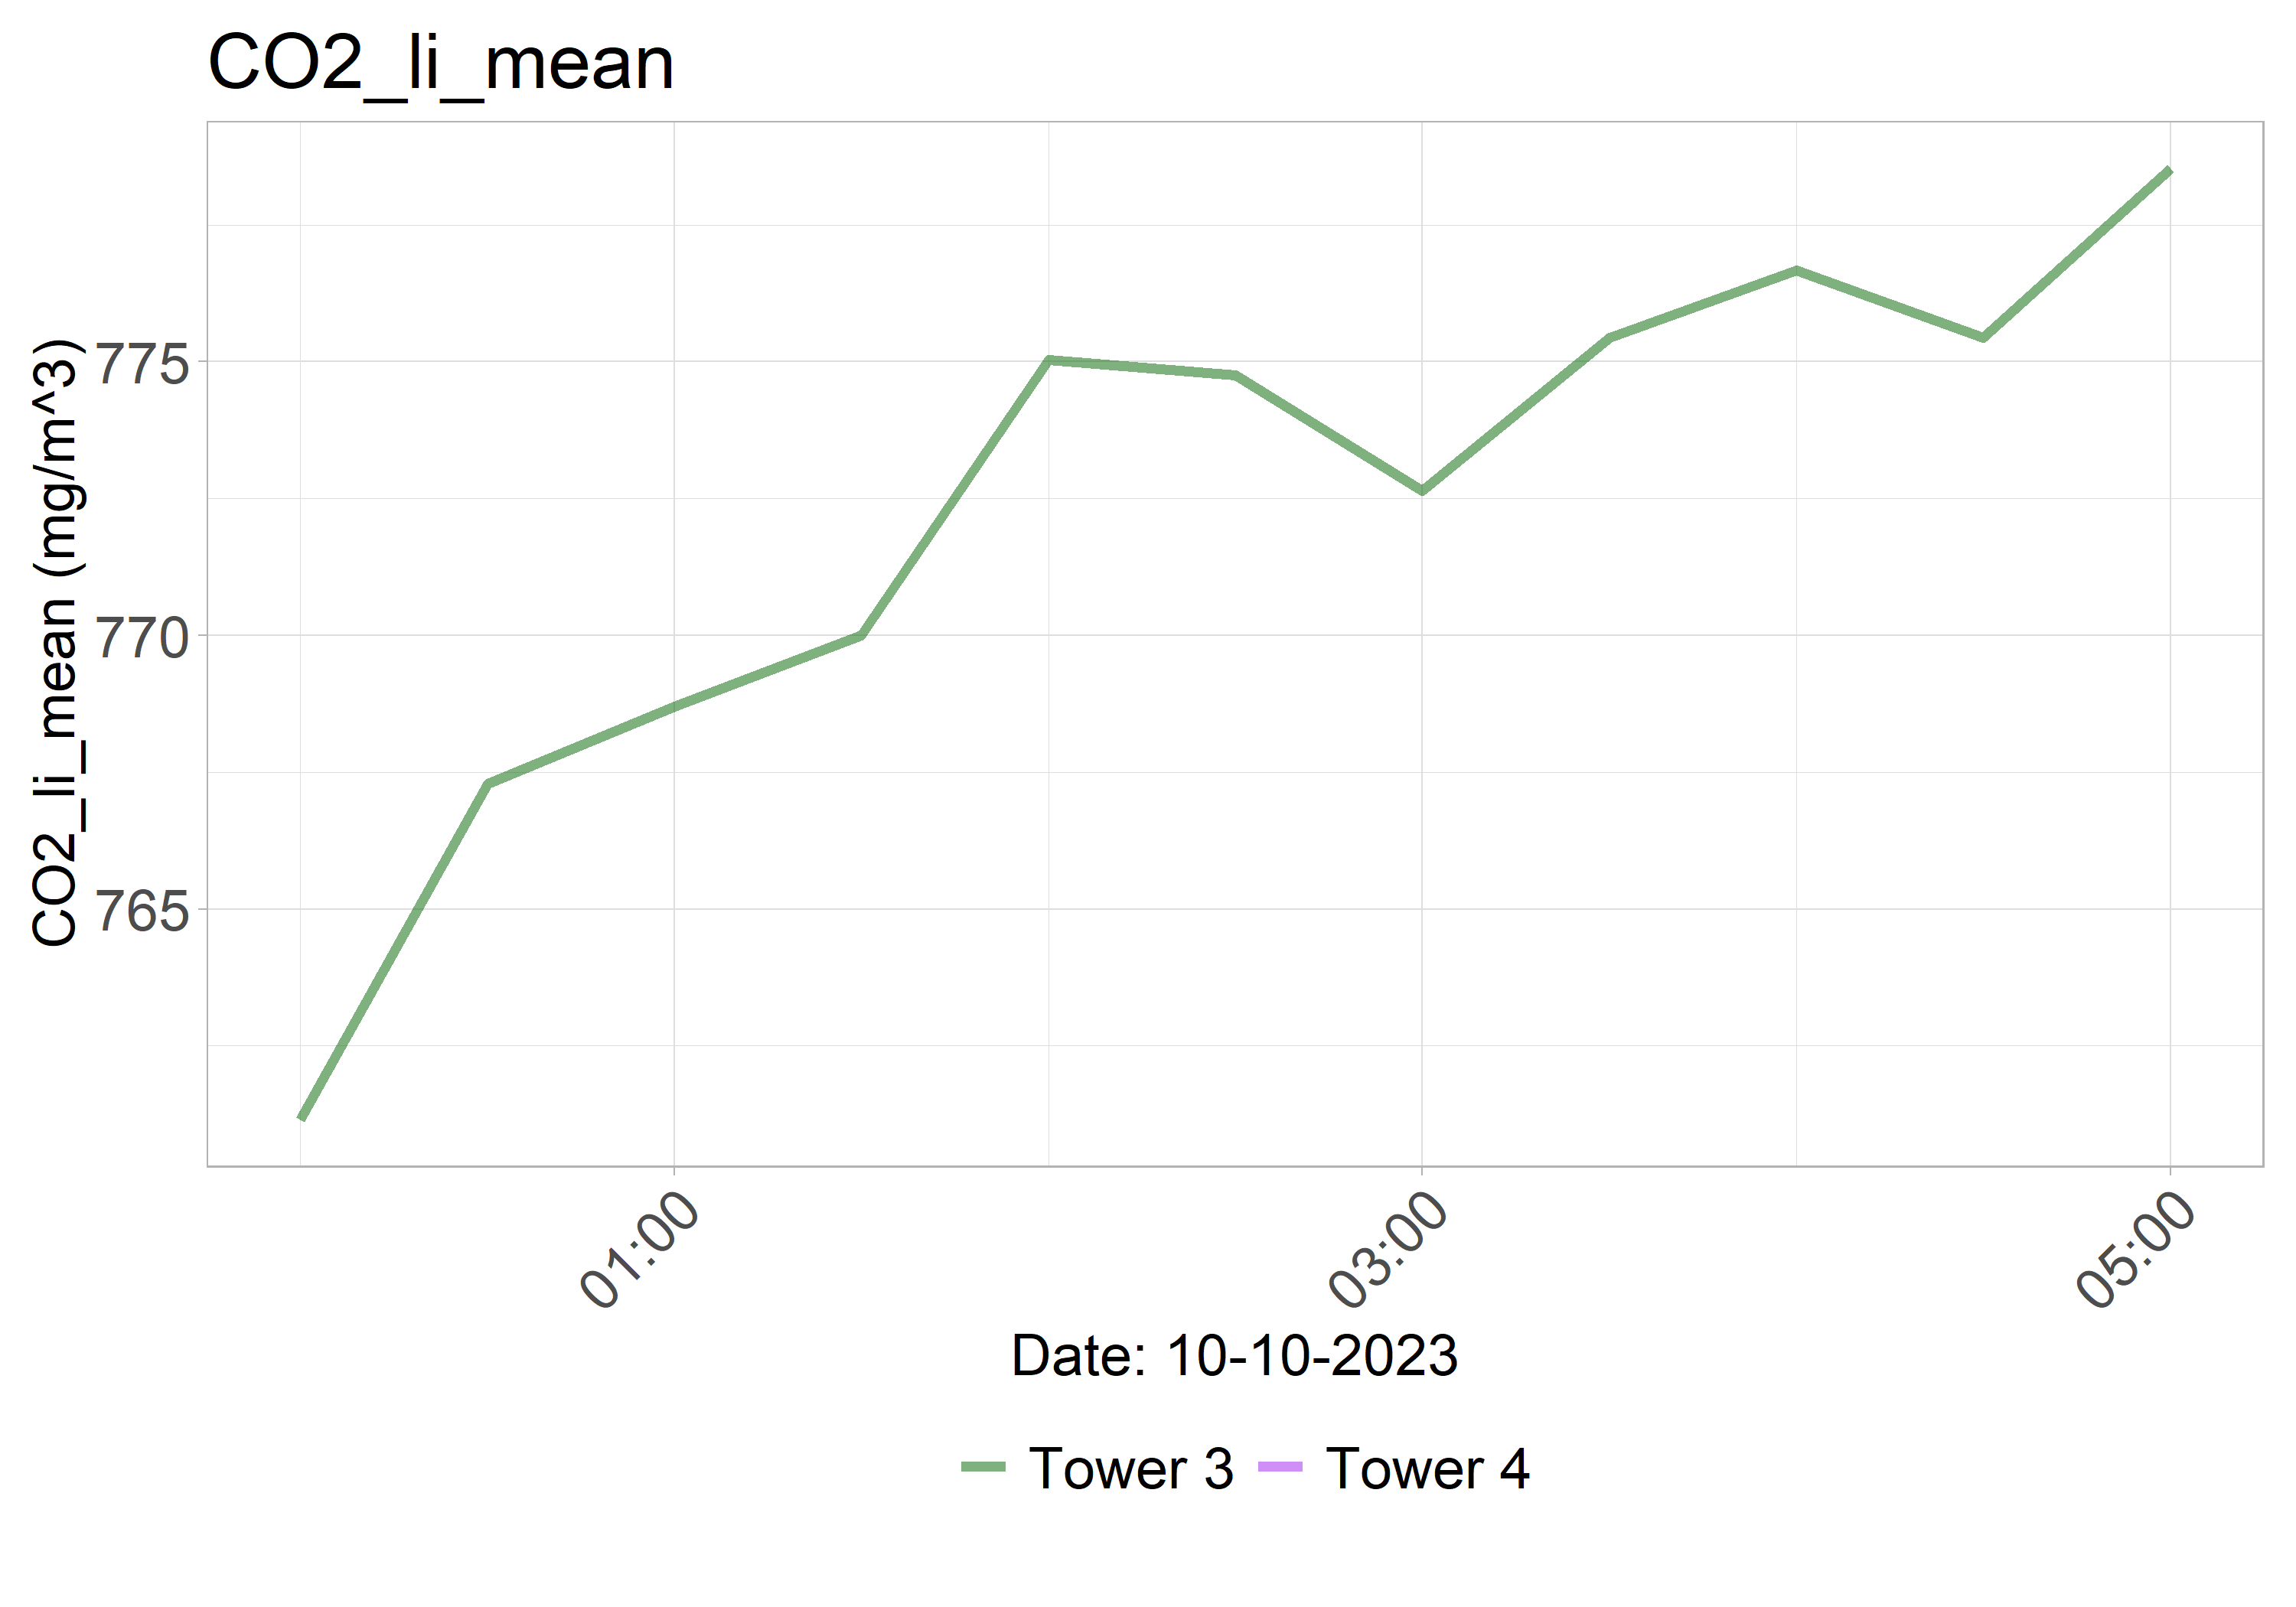 CO2_li_mean
CO2_li_mean (mg/m^3)
775
770
765
01:00
03:00
05:00
Date: 10-10-2023
Tower 3
Tower 4